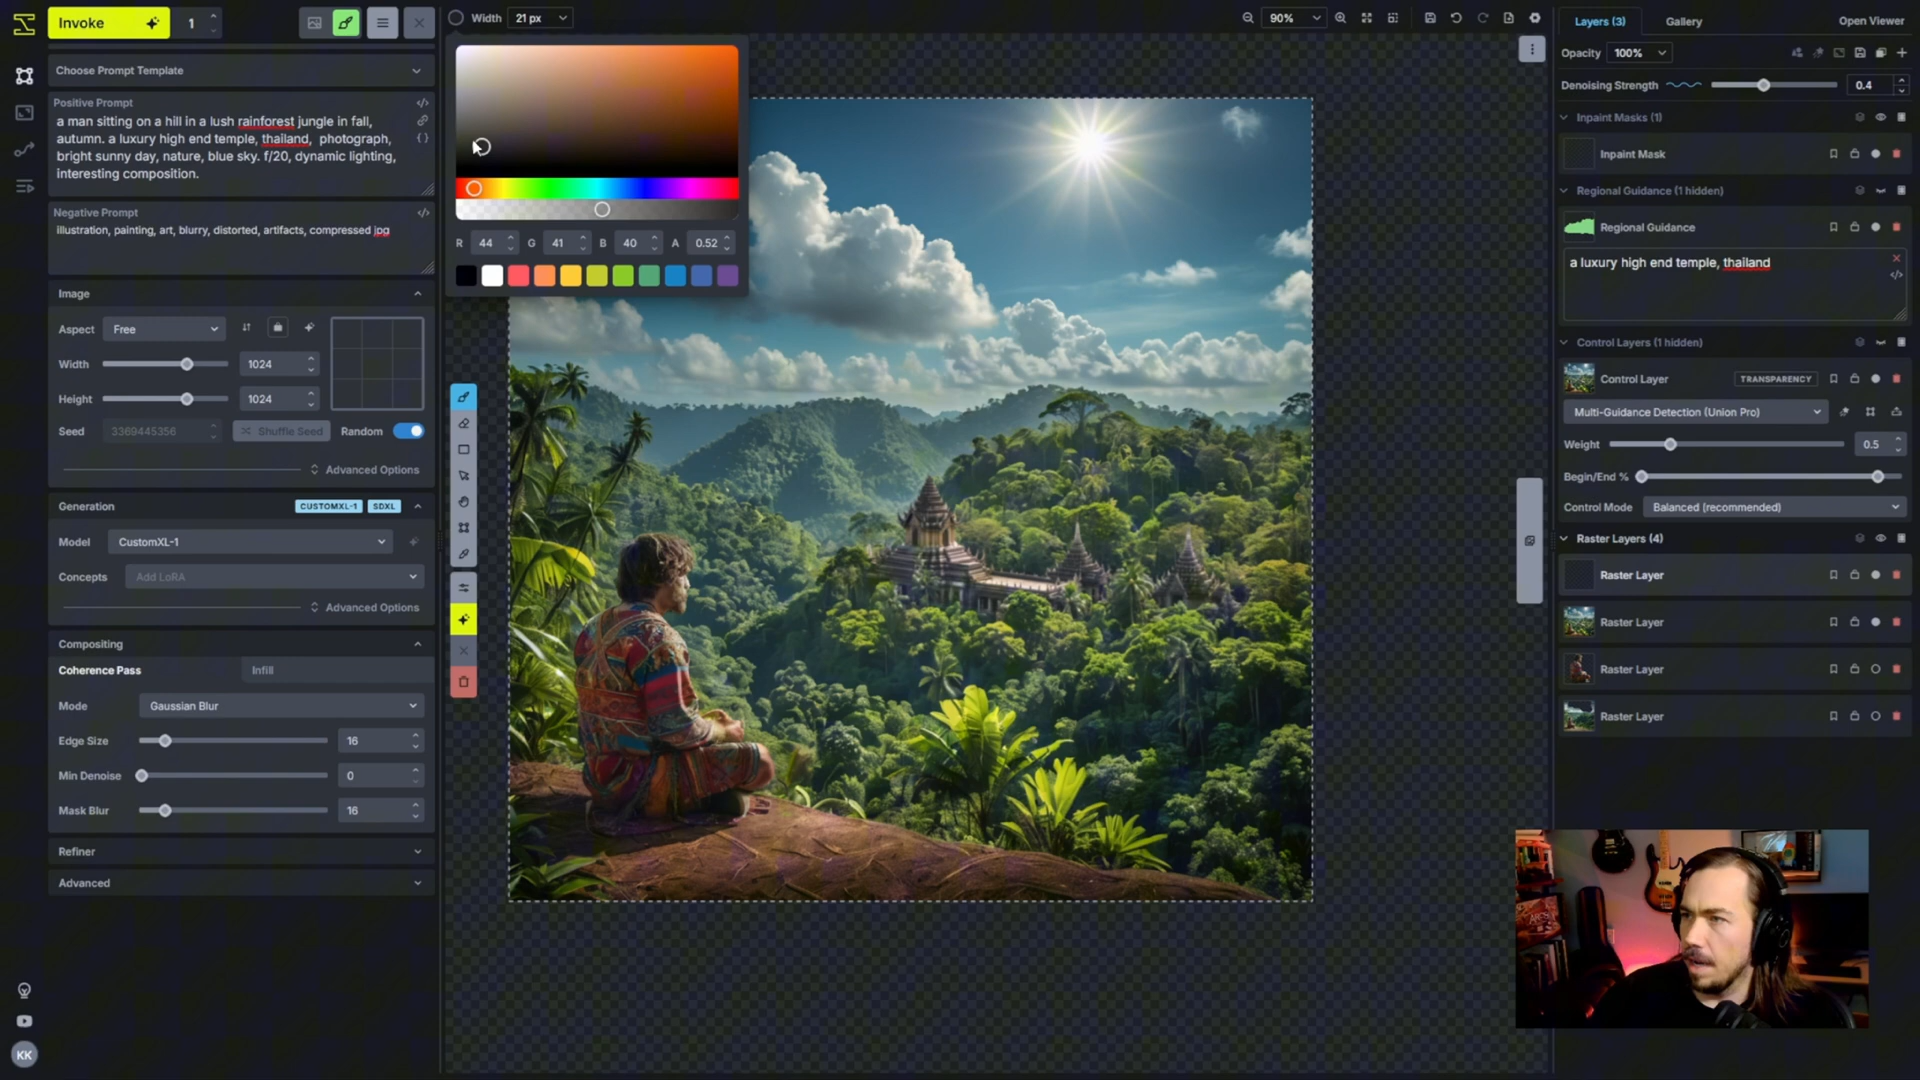 Invoke
1
Width
21 px
90%
Layers (3)
Gallery
Open Viewer
Opacity
100%
Denoising Strength
0.4
Choose Prompt Template
Positive Prompt
a man sitting on a hill in a lush rainforest jungle in fall,
autumn. a luxury high end temple, thailand,  photograph,
bright sunny day, nature, blue sky. f/20, dynamic lighting,
interesting composition.
Negative Prompt
illustration, painting, art, blurry, distorted, artifacts, compressed jpg
R 44 G 41 B 40 A 0.52
Image
Aspect
Free
Width
1024
Height
1024
Seed
3369445356
Shuffle Seed
Random
Advanced Options
Generation
CUSTOMXL-1
SDXL
Model
CustomXL-1
Concepts
Add LoRA
Advanced Options
Compositing
Coherence Pass
Infill
Mode
Gaussian Blur
Edge Size
16
Min Denoise
0
Mask Blur
16
Refiner
Advanced
KK
Inpaint Masks (1)
Inpaint Mask
Regional Guidance (1 hidden)
Regional Guidance
a luxury high end temple, thailand
Control Layers (1 hidden)
Control Layer
TRANSPARENCY
Multi-Guidance Detection (Union Pro)
Weight
0.5
Begin/End %
Control Mode
Balanced (recommended)
Raster Layers (4)
Raster Layer
Raster Layer
Raster Layer
Raster Layer